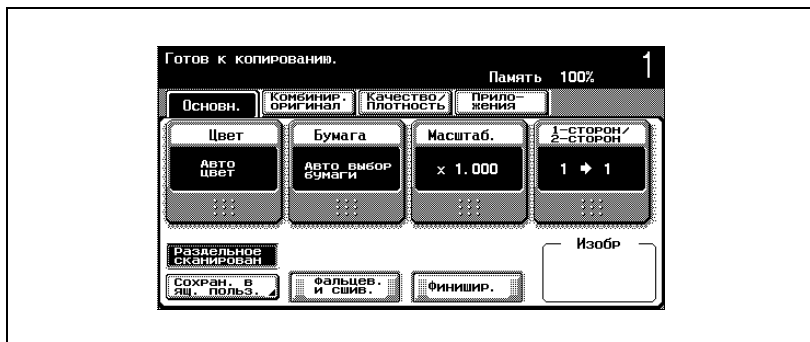 Готов к копированию.
Память 100% 1
Основн.
Комбинир.
оригинал
Качество/
плотность
Прило-
жения
Цвет
Бумага
Масштаб.
1-сторон/
2-сторон
Авто
цвет
Авто выбор
бумаги
x 1.000
1 → 1
Раздельное
сканирован
Изобр
Сохран. в
ящ. польз.
Фальцев.
и сшив.
Финишир.